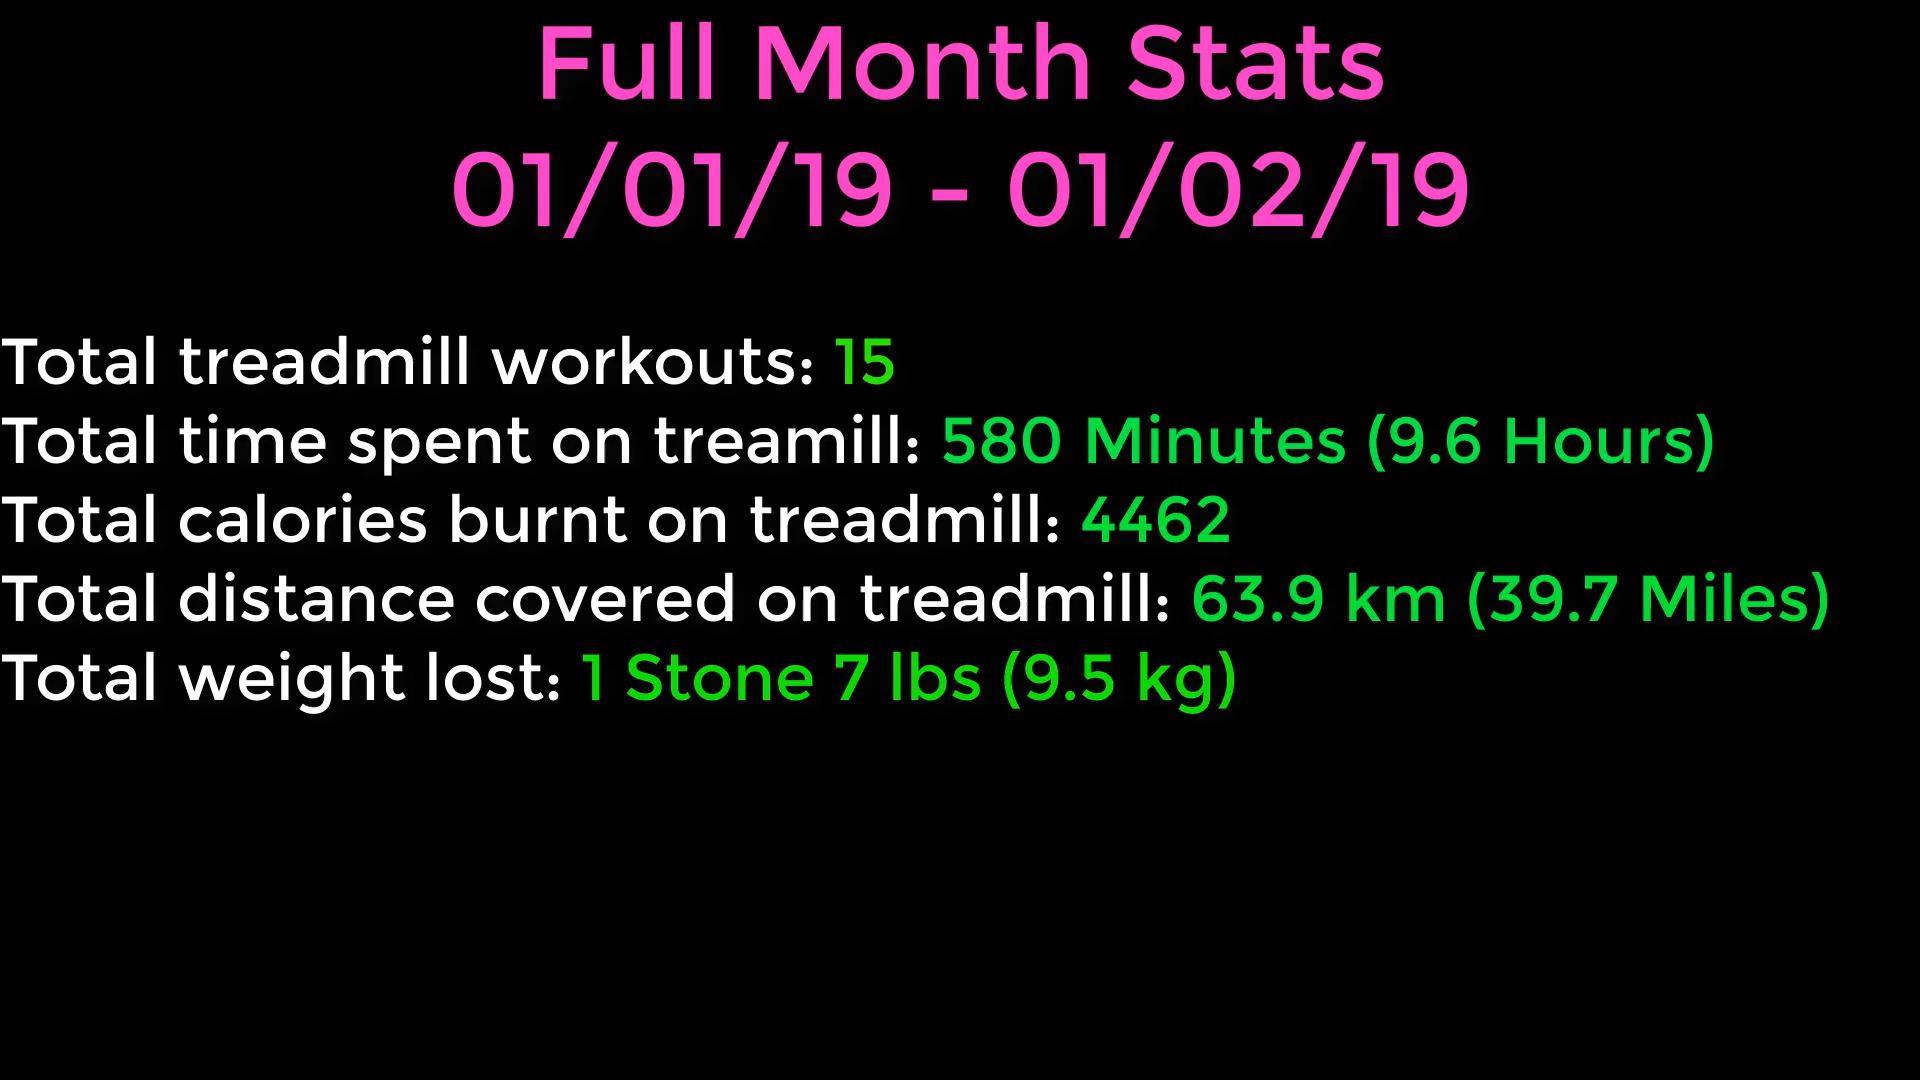 Full Month Stats
01/01/19 - 01/02/19
Total treadmill workouts: 15
Total time spent on treamill: 580 Minutes (9.6 Hours)
Total calories burnt on treadmill: 4462
Total distance covered on treadmill: 63.9 km (39.7 Miles)
Total weight lost: 1 Stone 7 lbs (9.5 kg)